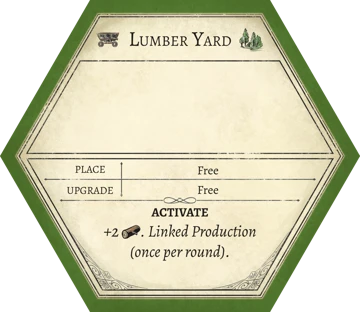 LUMBER YARD
PLACE Free
UPGRADE Free
ACTIVATE
+2 . Linked Production
(once per round).